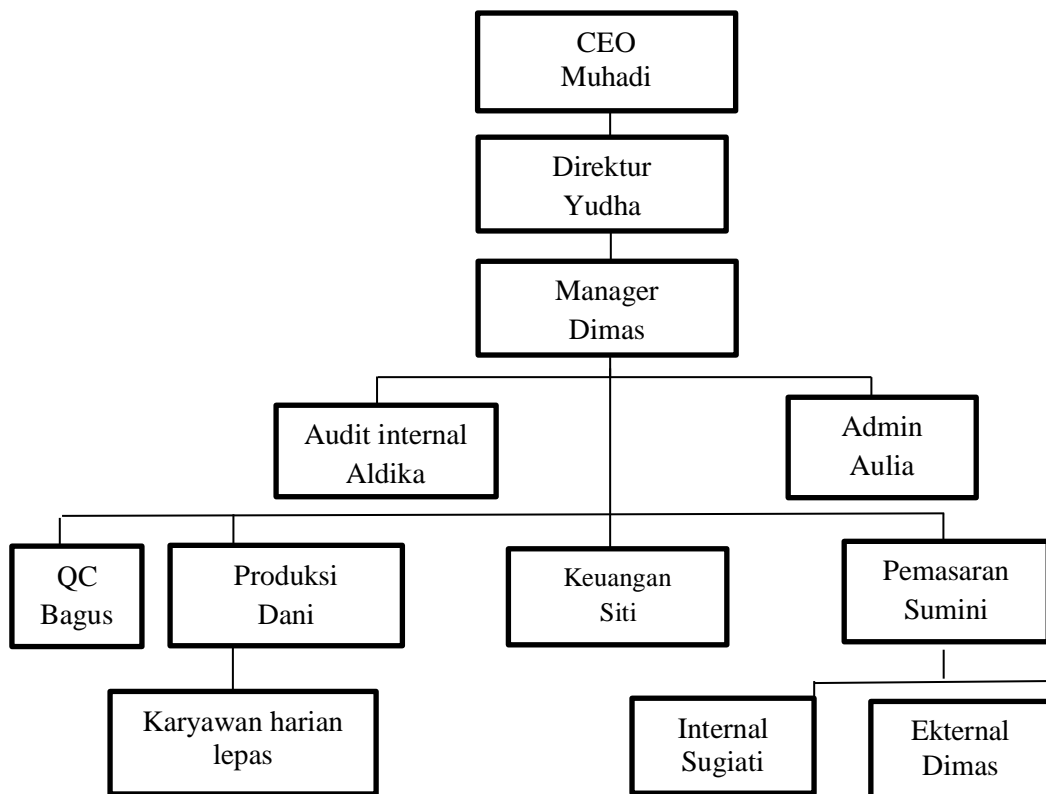 CEO
Muhadi
Direktur
Yudha
Manager
Dimas
Audit internal
Aldika
Admin
Aulia
QC
Bagus
Produksi
Dani
Keuangan
Siti
Pemasaran
Sumini
Karyawan harian
lepas
Internal
Sugiati
Ekternal
Dimas